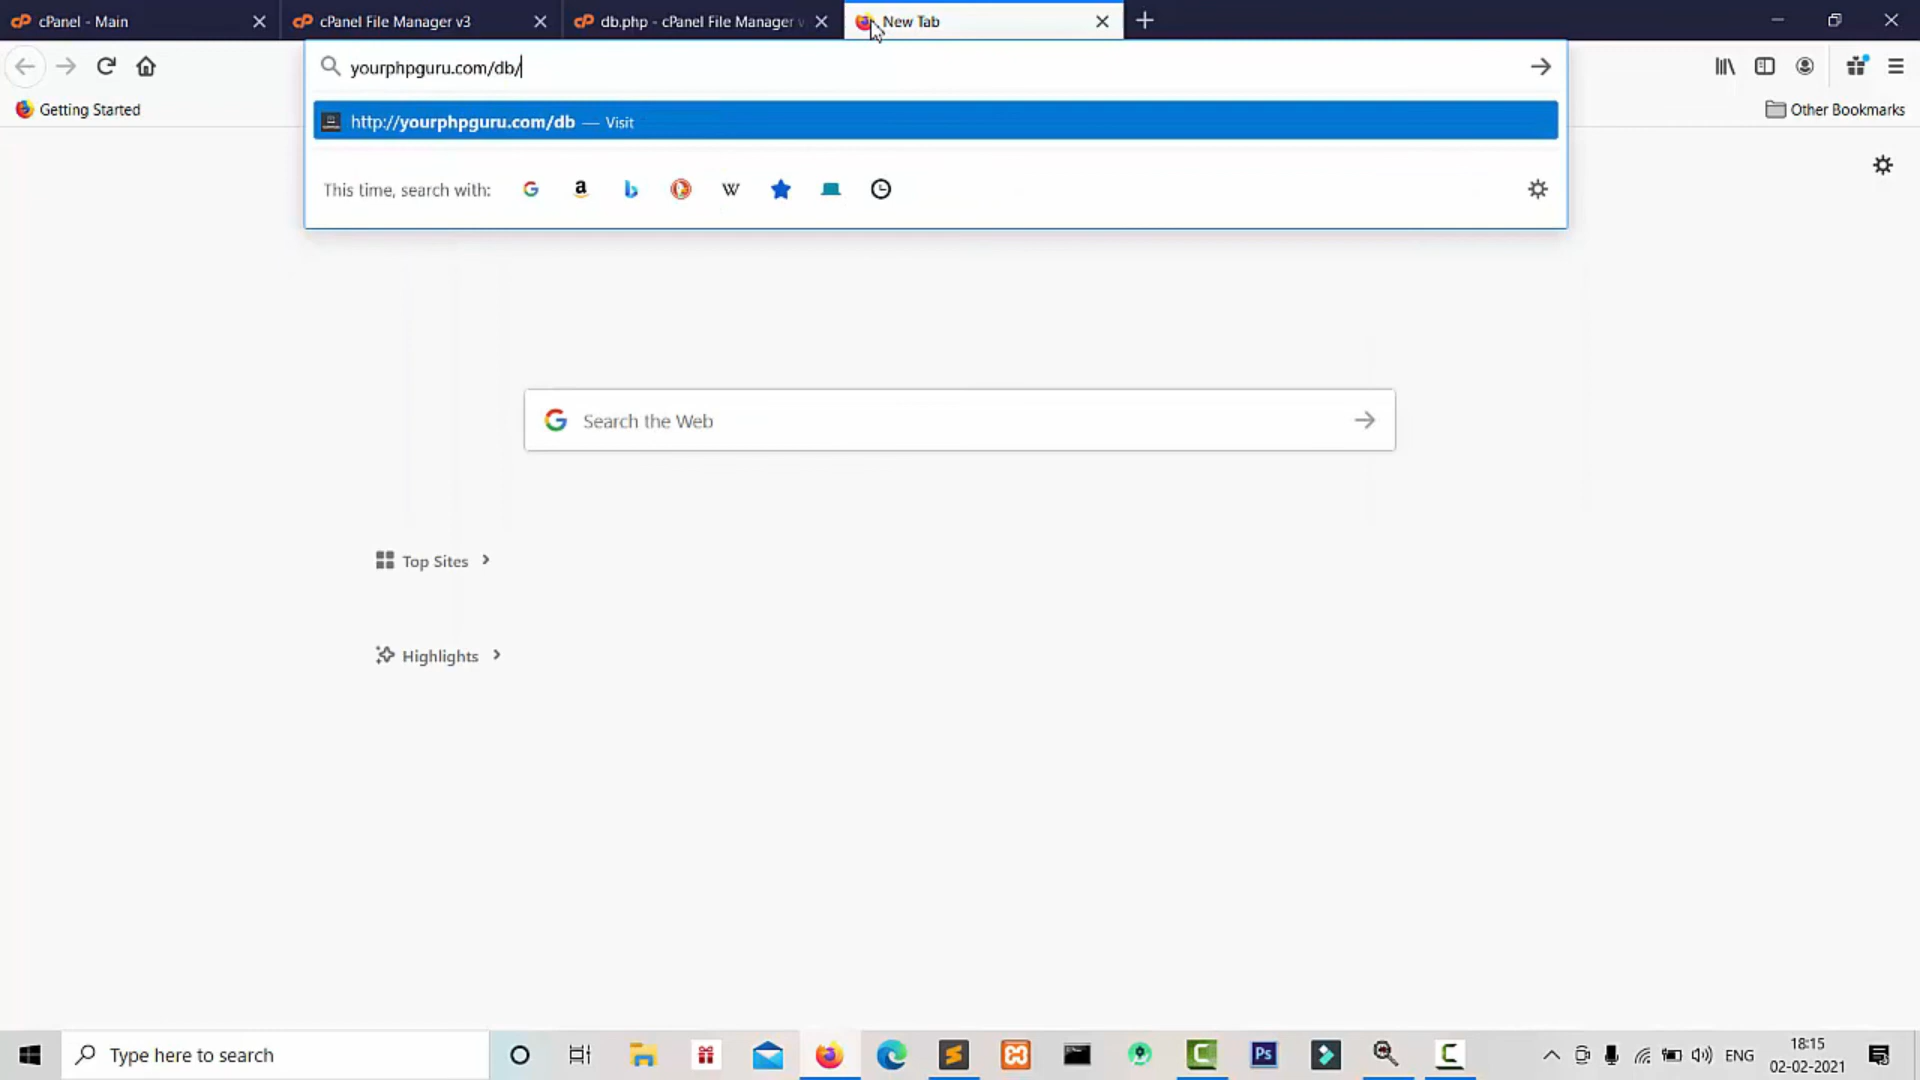 cPanel - Main
cPanel File Manager v3
db.php - cPanel File Manager v
New Tab
yourphpguru.com/db/
Getting Started
Other Bookmarks
http://yourphpguru.com/db — Visit
This time, search with:
Search the Web
Top Sites
Highlights
Type here to search
ENG
18:15
02-02-2021